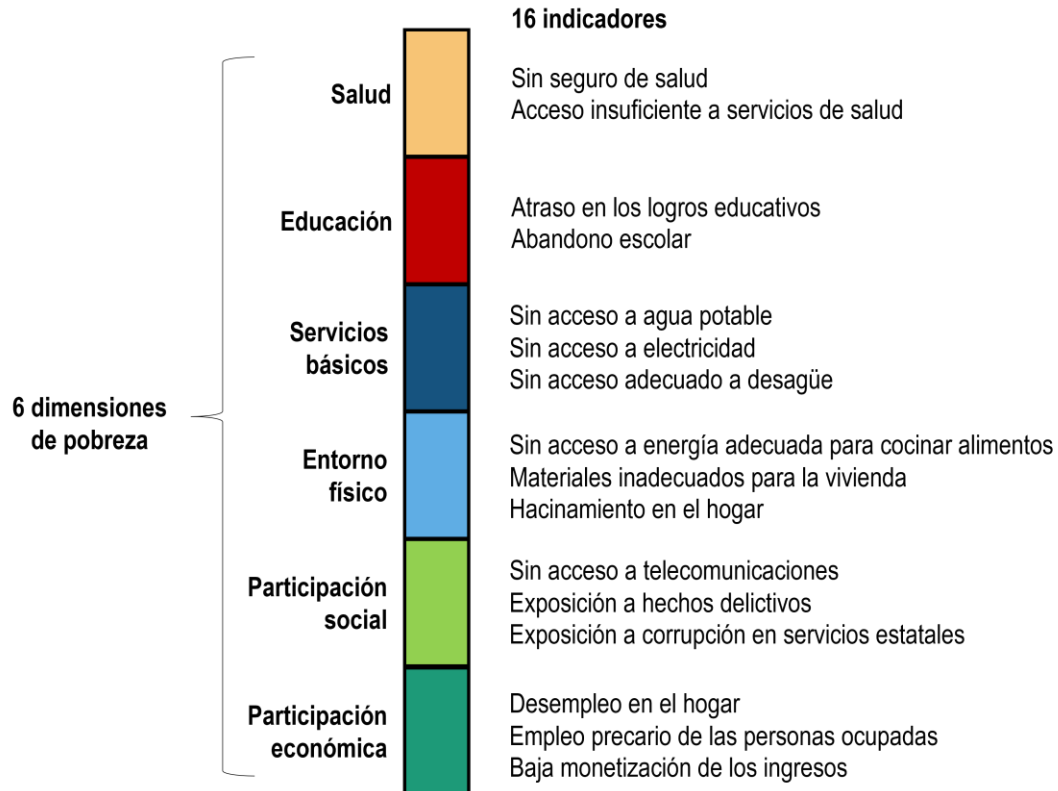 16 indicadores
Salud
Sin seguro de salud
Acceso insuficiente a servicios de salud
Educación
Atraso en los logros educativos
Abandono escolar
Servicios
básicos
Sin acceso a agua potable
Sin acceso a electricidad
Sin acceso adecuado a desagüe
6 dimensiones
de pobreza
Entorno
físico
Sin acceso a energía adecuada para cocinar alimentos
Materiales inadecuados para la vivienda
Hacinamiento en el hogar
Participación
social
Sin acceso a telecomunicaciones
Exposición a hechos delictivos
Exposición a corrupción en servicios estatales
Participación
económica
Desempleo en el hogar
Empleo precario de las personas ocupadas
Baja monetización de los ingresos